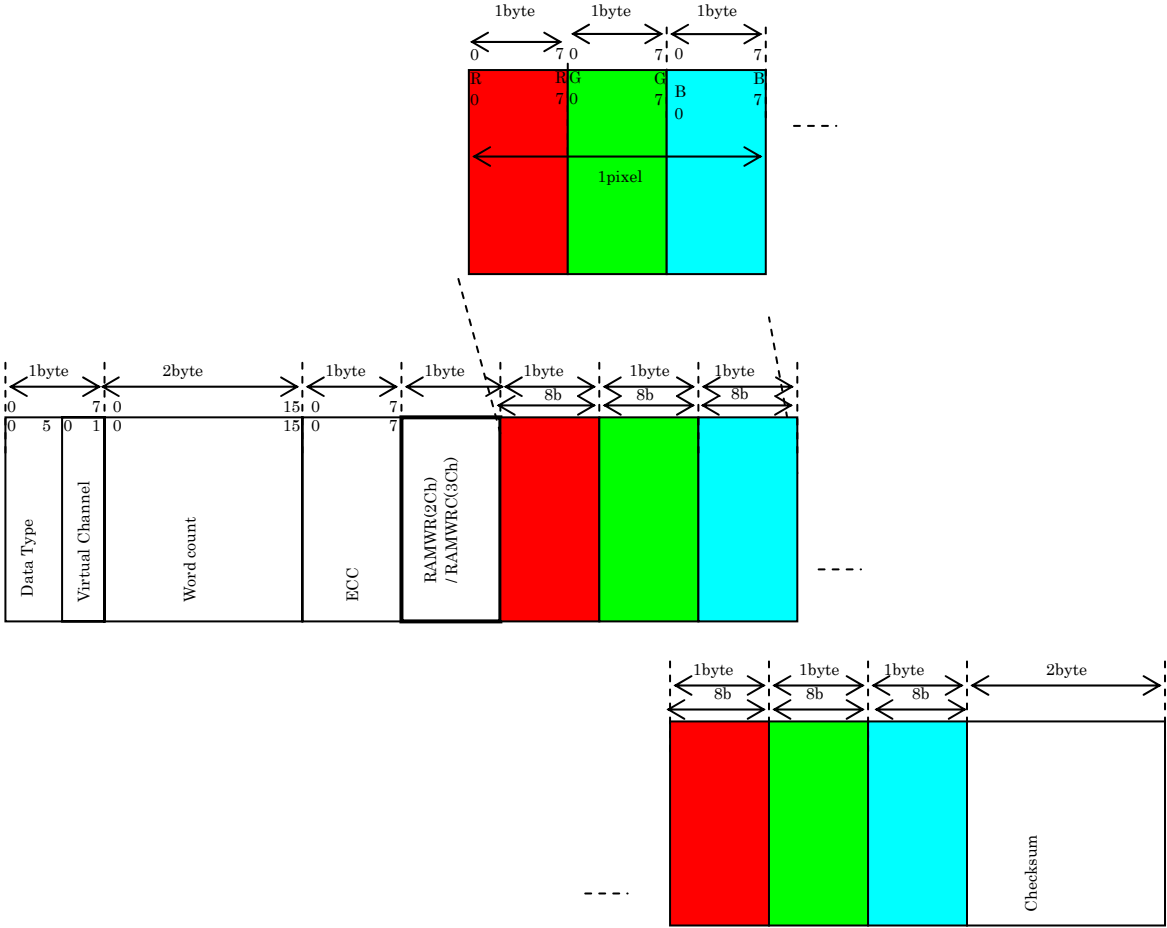 1byte 1byte 1byte
0 7 0 7 0 7
R R G G B
0 7 0 7 7
B
0
1pixel
1byte 2byte 1byte 1byte 1byte 1byte 1byte
8b 8b 8b
0 7 0 15 0 7
0 5 0 1 0 15 0 7
Data Type
Virtual Channel
Word count
ECC
RAMWR(2Ch)
/RAMWRC(3Ch)
1byte 1byte 1byte 2byte
8b 8b 8b
Checksum